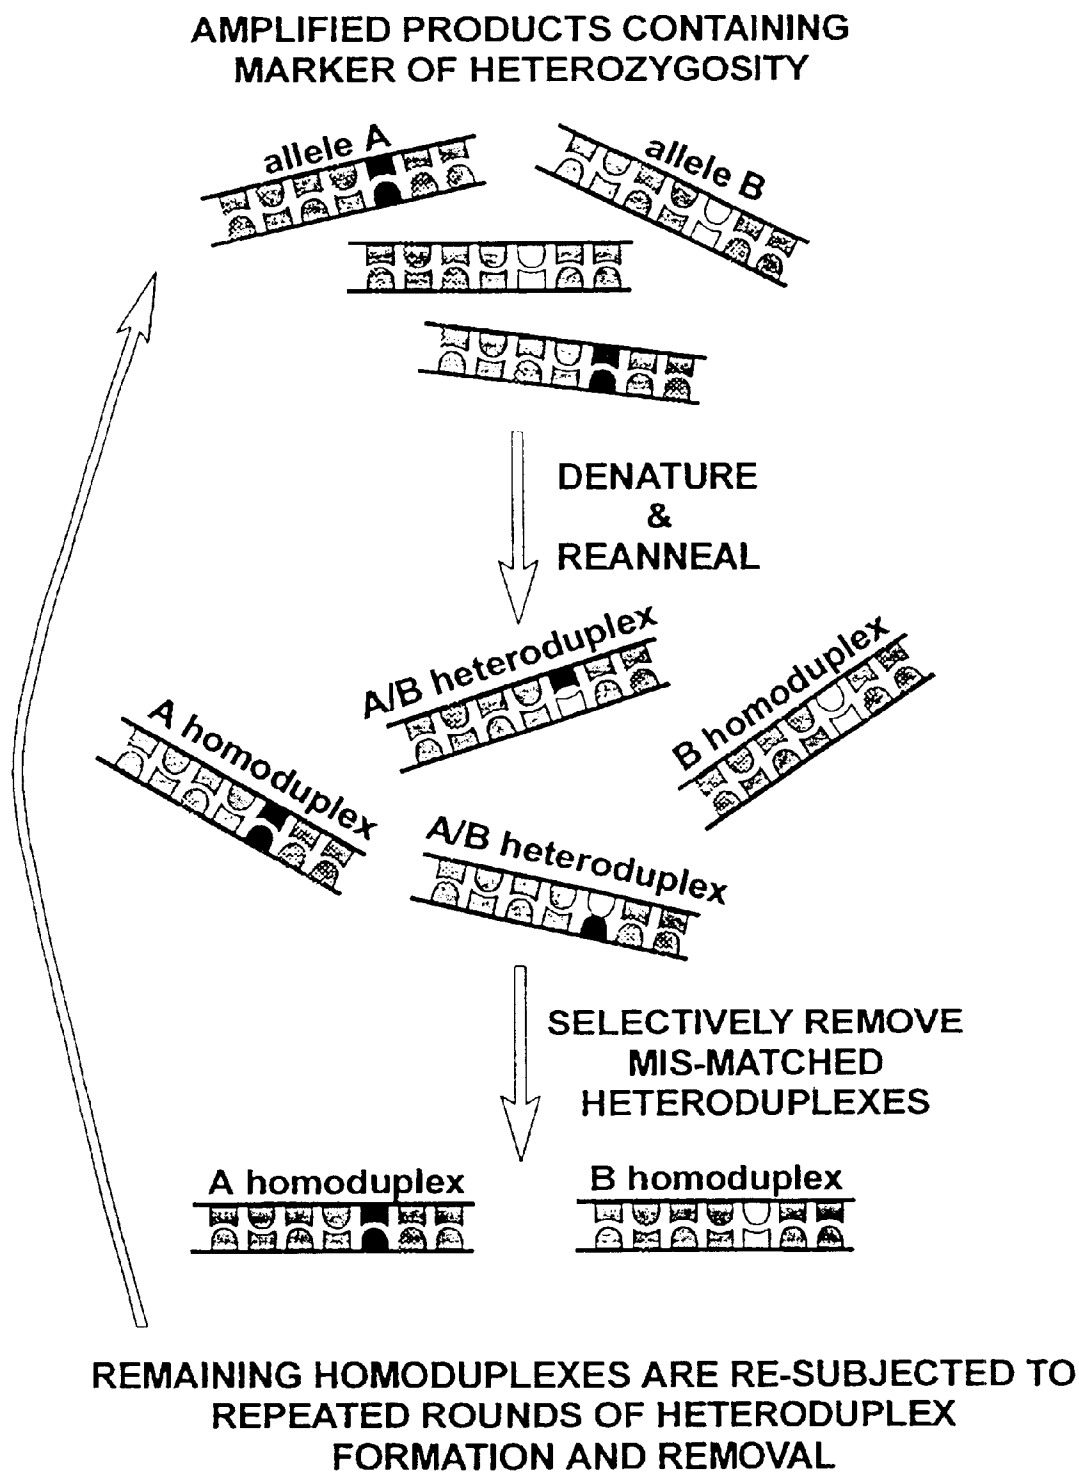 AMPLIFIED PRODUCTS CONTAINING
MARKER OF HETEROZYGOSITY
allele A
allele B
DENATURE
&
REANNEAL
A/B heteroduplex
B homoduplex
A homoduplex
A/B heteroduplex
SELECTIVELY REMOVE
MIS-MATCHED
HETERODUPLEXES
A homoduplex
B homoduplex
REMAINING HOMODUPLEXES ARE RE-SUBJECTED TO
REPEATED ROUNDS OF HETERODUPLEX
FORMATION AND REMOVAL